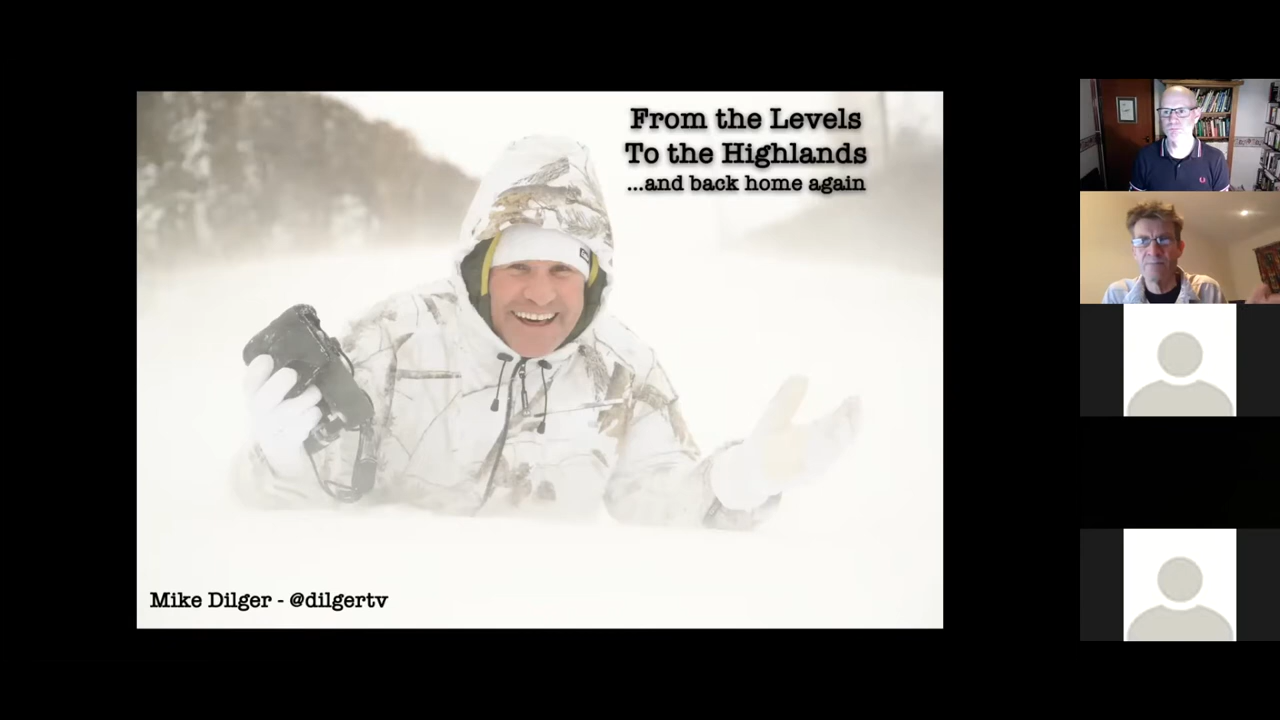 From the Levels
To the Highlands
...and back home again
Mike Dilger - @dilgertv